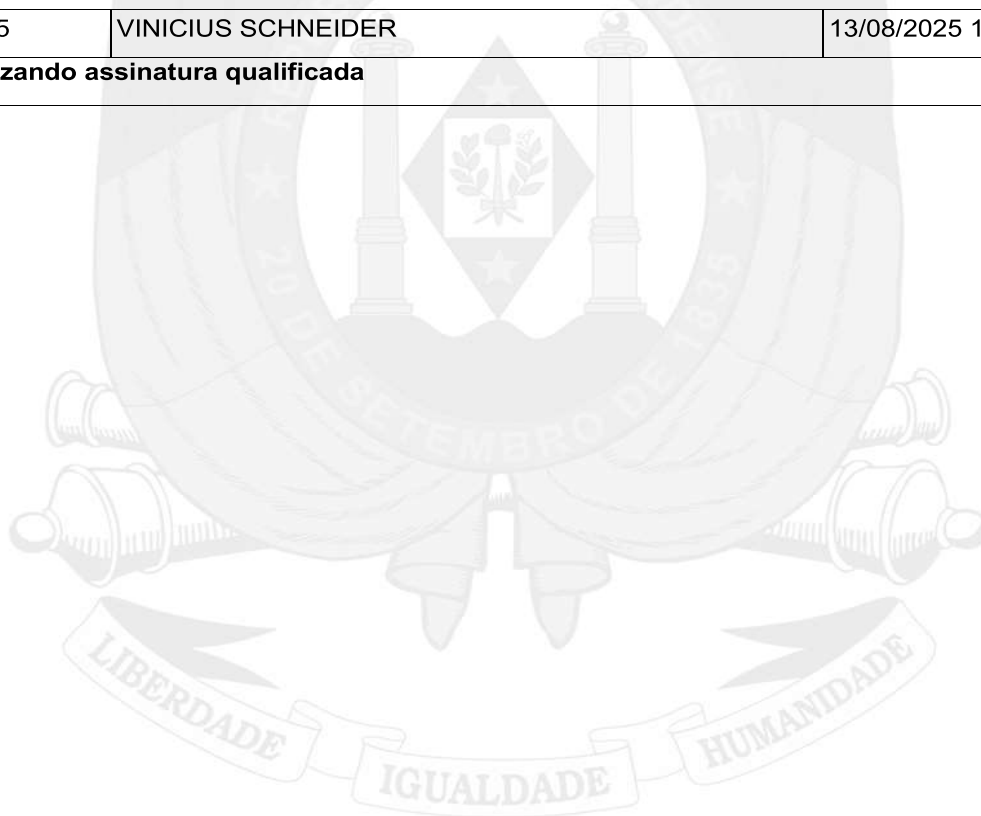 5 VINICIUS SCHNEIDER 13/08/2025 1
zando assinatura qualificada
20 DE SETEMBRO DE 1835
LIBERDADE
IGUALDADE
HUMANIDADE